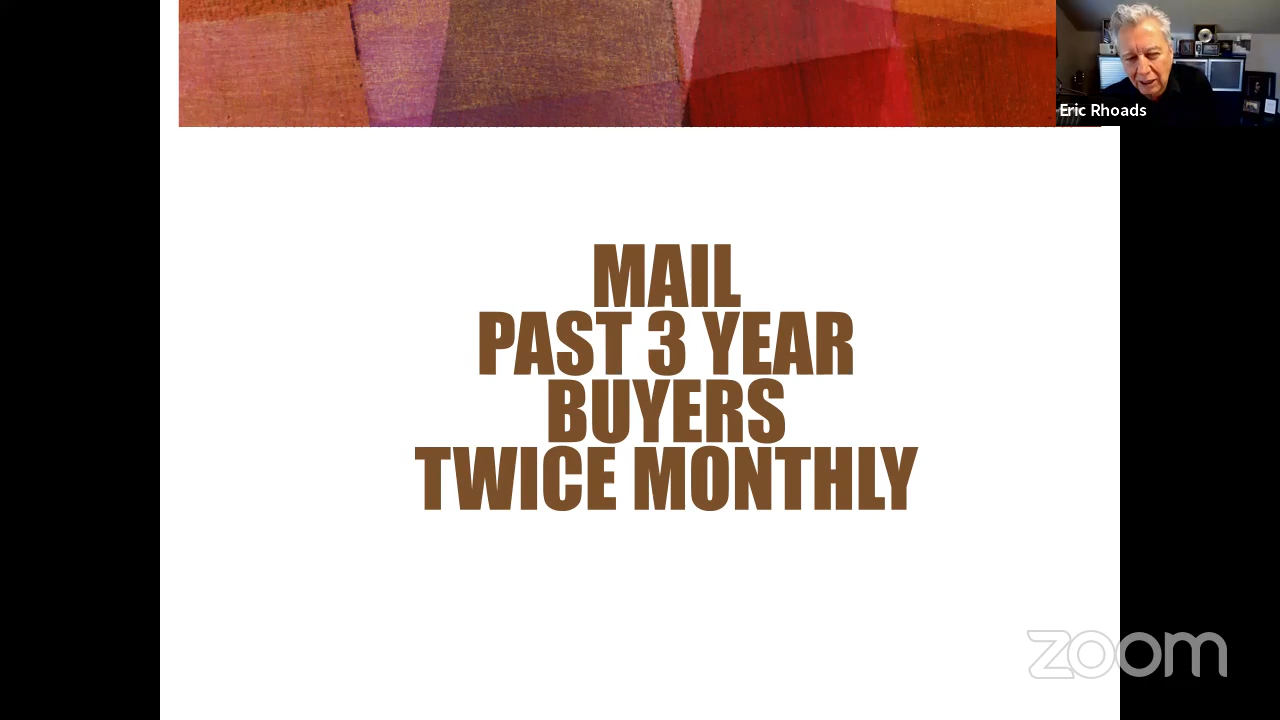 Eric Rhoads
MAIL
PAST 3 YEAR
BUYERS
TWICE MONTHLY
zoom